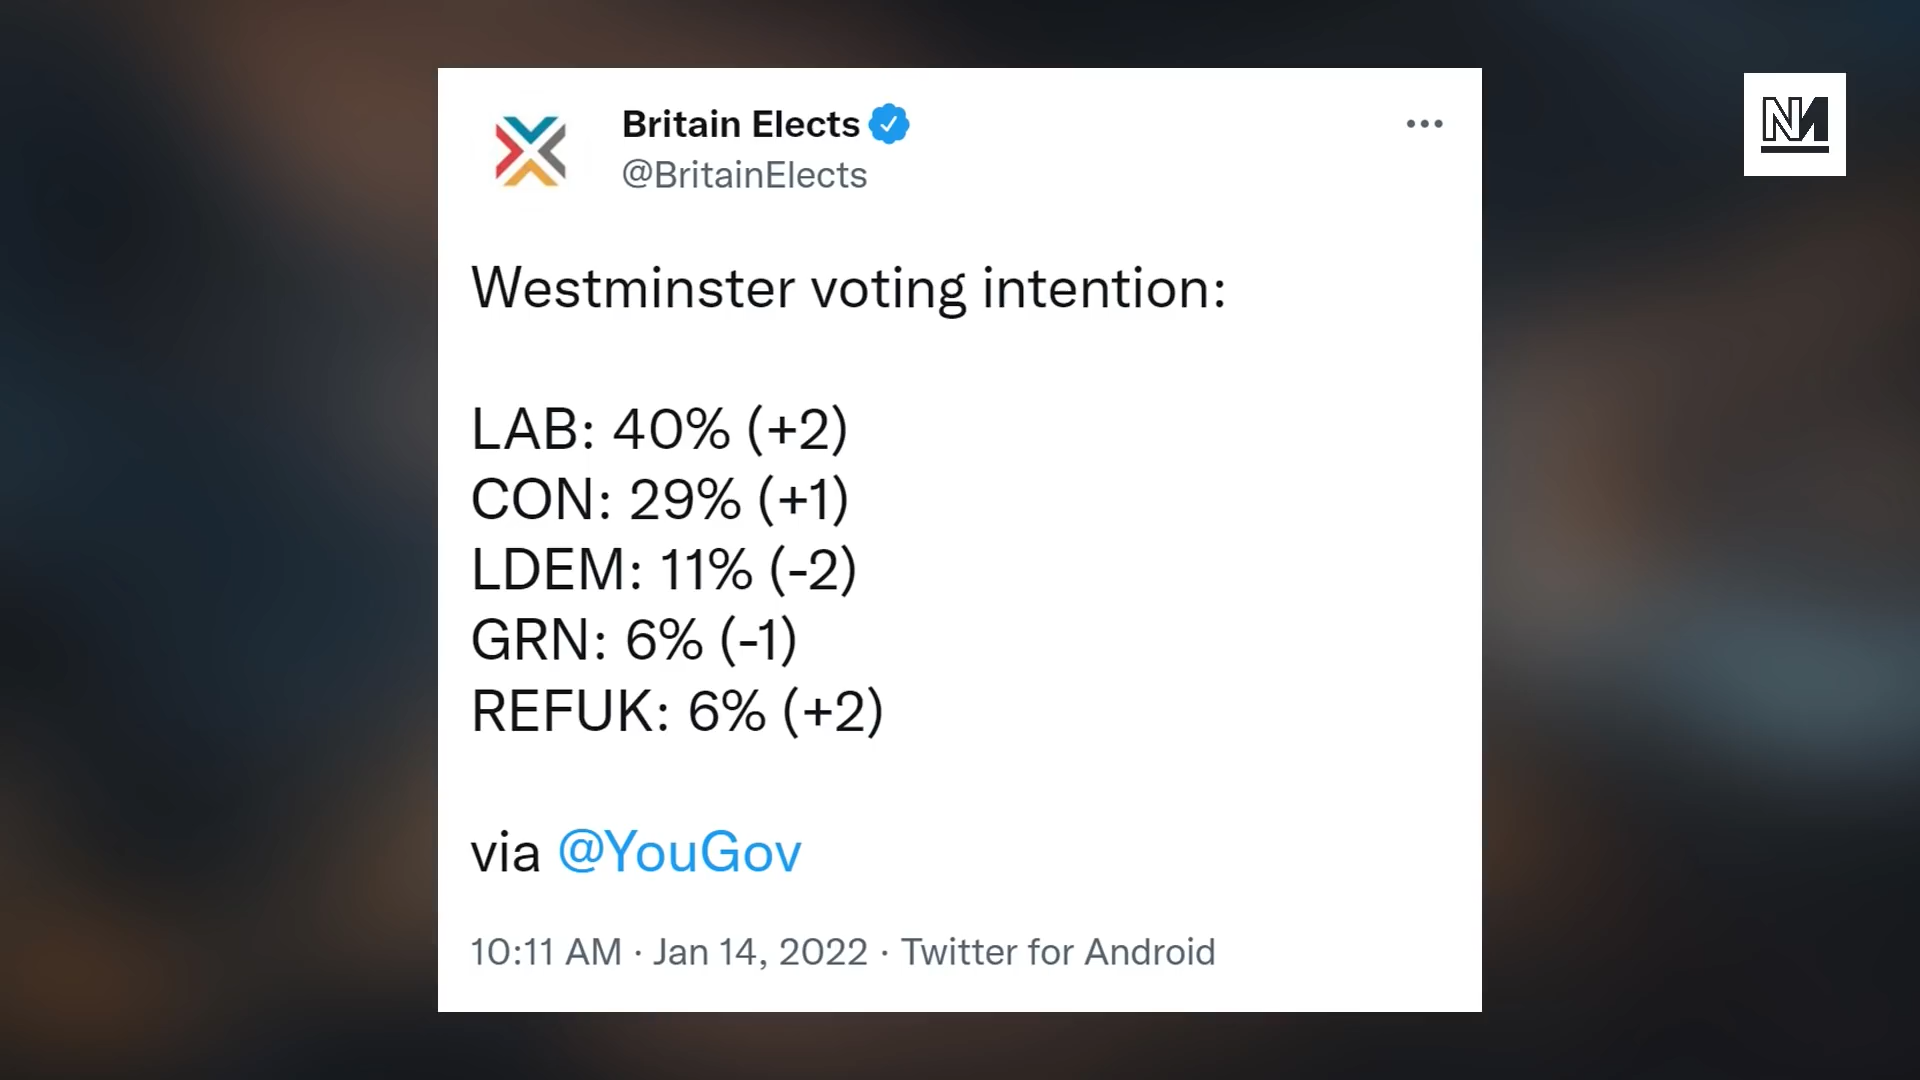 Britain Elects
@BritainElects
NM
Westminster voting intention:
LAB: 40% (+2)
CON: 29% (+1)
LDEM: 11% (-2)
GRN: 6% (-1)
REFUK: 6% (+2)
via @YouGov
10:11 AM · Jan 14, 2022 · Twitter for Android